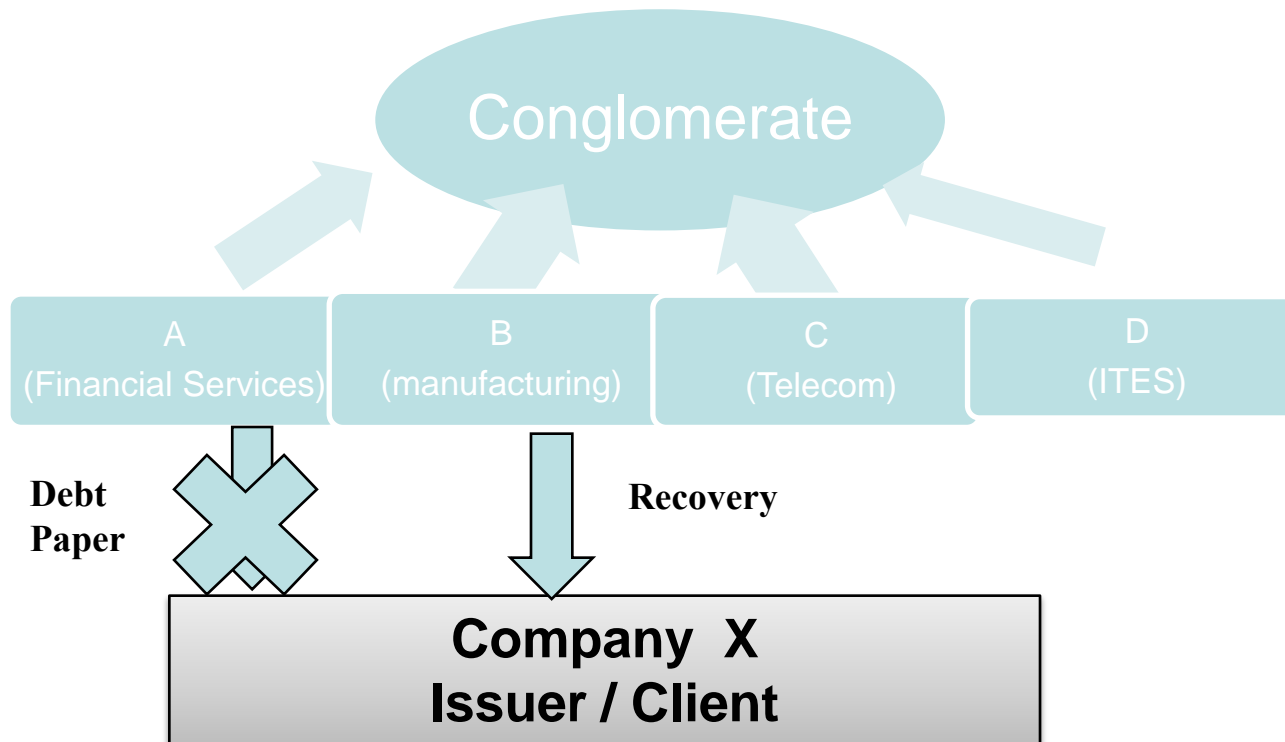 Conglomerate
A
(Financial Services)
B
(manufacturing)
C
(Telecom)
D
(ITES)
Debt
Paper
Recovery
Company X
Issuer / Client